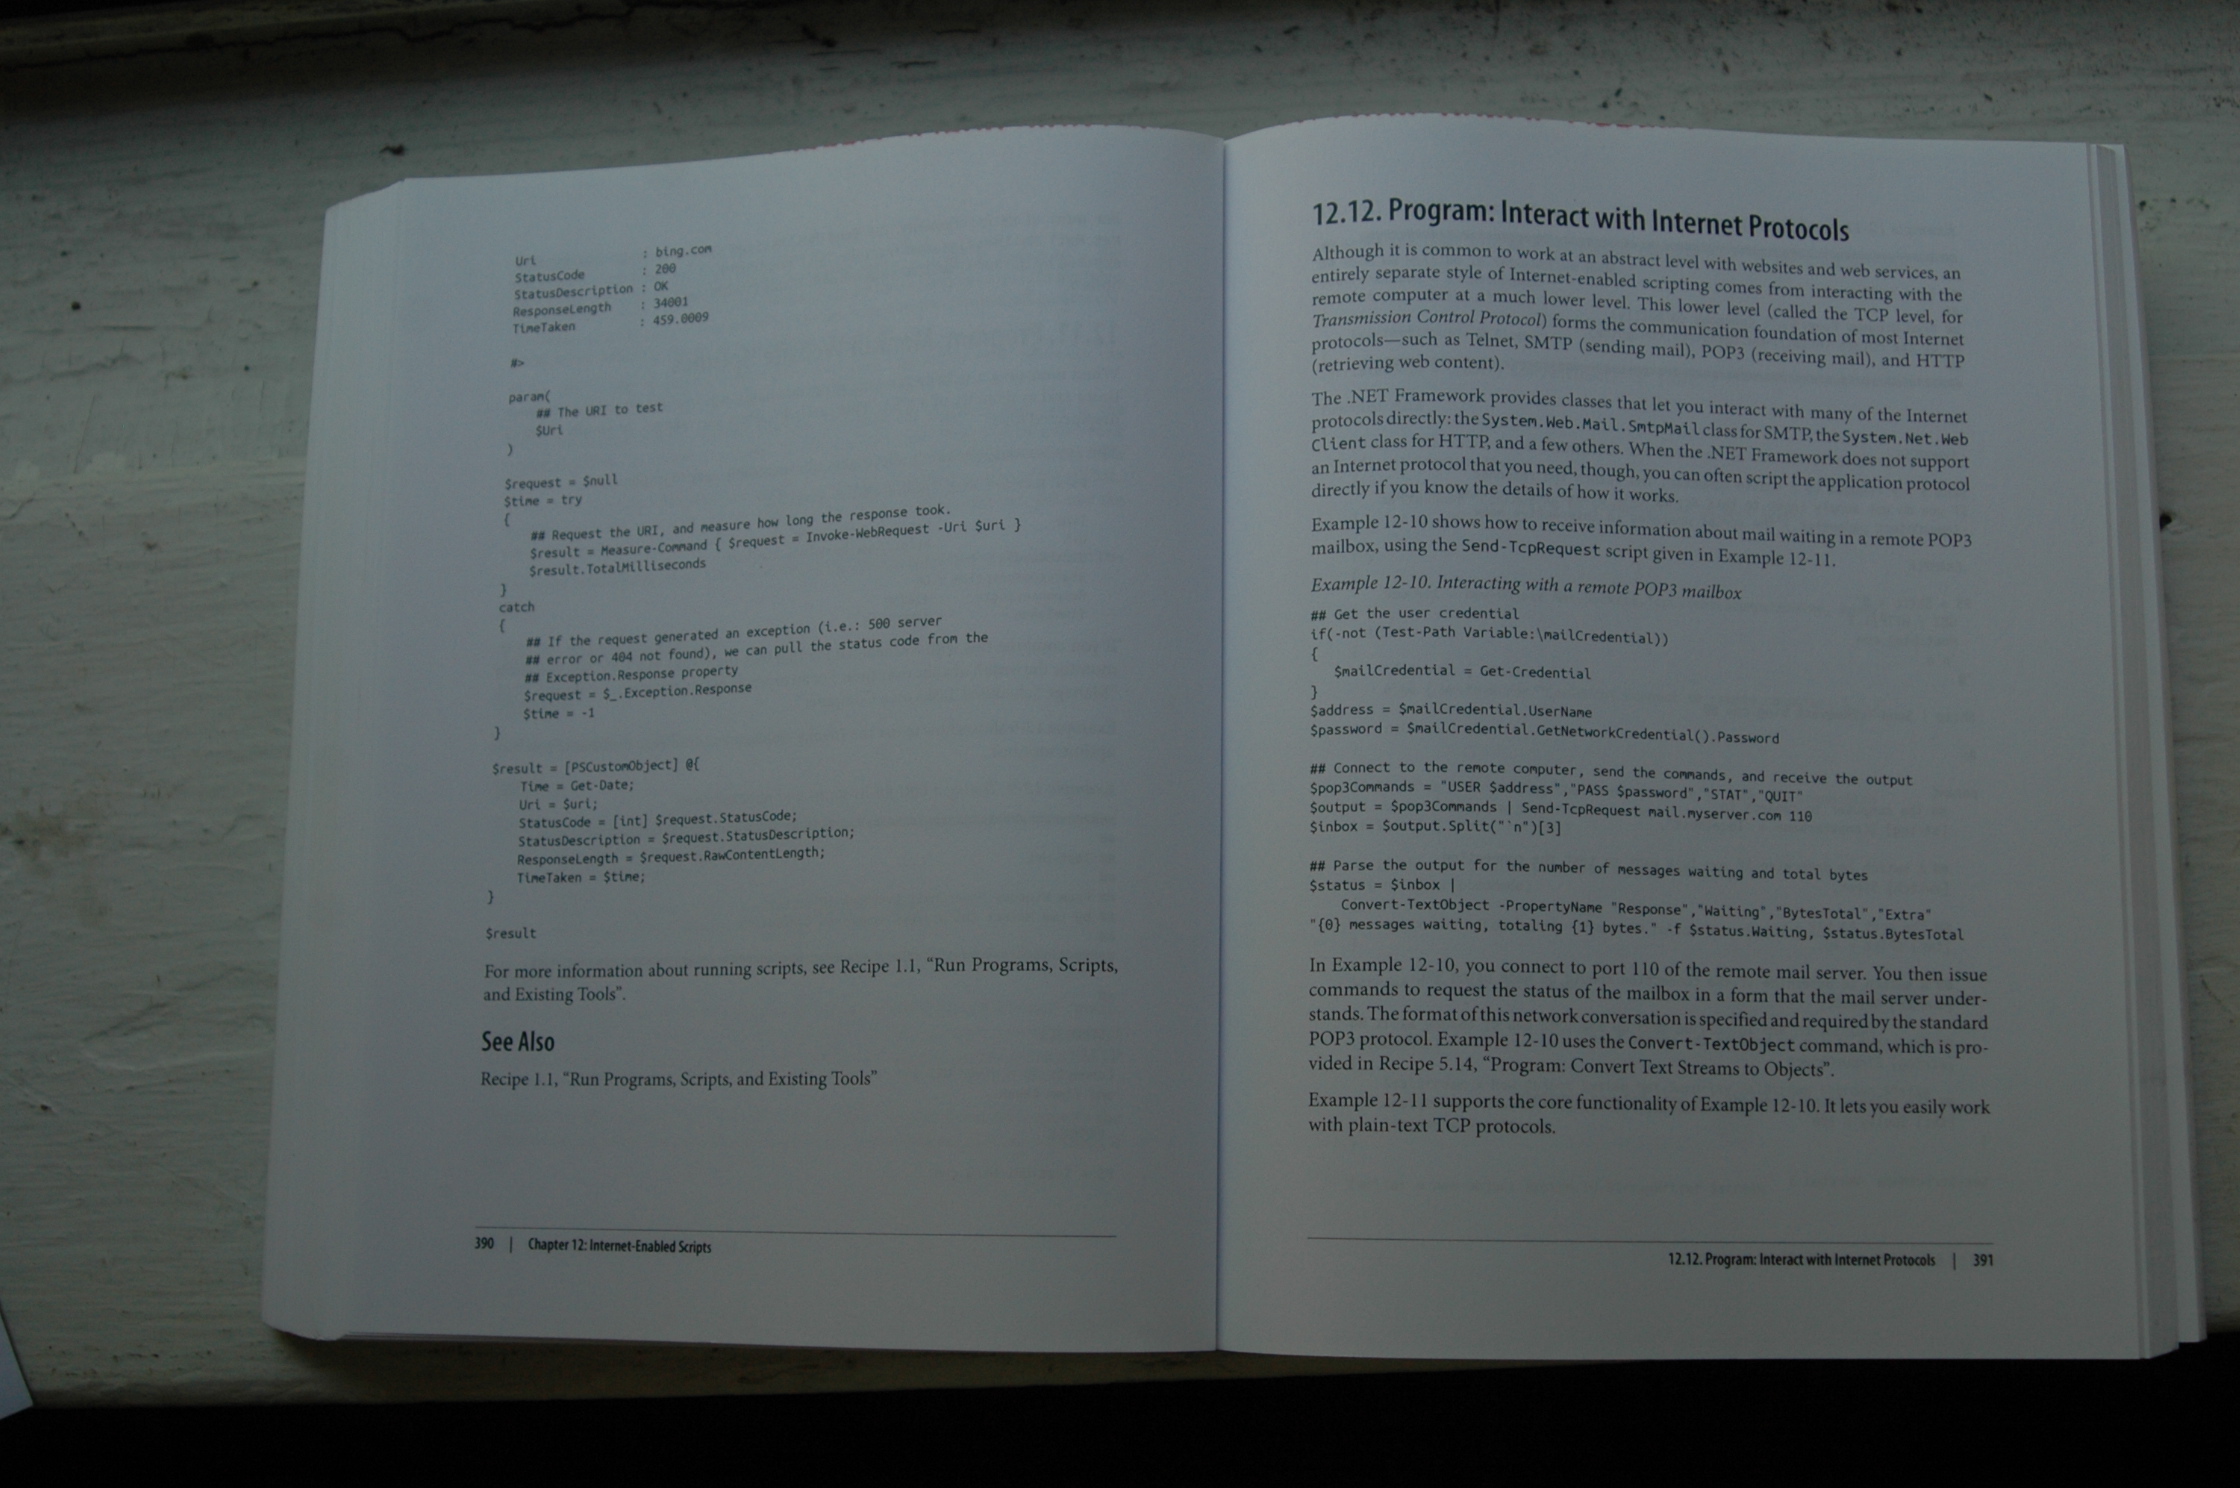 Uri : bing.com
StatusCode : 200
StatusDescription : OK
ResponseLength : 34001
TimeTaken : 459.0009
#>
param(
## The URI to test
$Uri
)
$request = $null
$time = try
{
## Request the URI, and measure how long the response took.
$result = Measure-Command { $request = Invoke-WebRequest -Uri $uri }
$result.TotalMilliseconds
}
catch
{
## If the request generated an exception (i.e.: 500 server
## error or 404 not found), we can pull the status code from the
## Exception.Response property
$request = $_.Exception.Response
$time = -1
}
$result = [PSCustomObject] @{
Time = Get-Date;
Uri = $uri;
StatusCode = [int] $request.StatusCode;
StatusDescription = $request.StatusDescription;
ResponseLength = $request.RawContentLength;
TimeTaken = $time;
}
$result
For more information about running scripts, see Recipe 1.1, “Run Programs, Scripts,
and Existing Tools”.
See Also
Recipe 1.1, “Run Programs, Scripts, and Existing Tools”
390 | Chapter 12: Internet-Enabled Scripts
12.12. Program: Interact with Internet Protocols
Although it is common to work at an abstract level with websites and web services, an
entirely separate style of Internet-enabled scripting comes from interacting with the
remote computer at a much lower level. This lower level (called the TCP level, for
Transmission Control Protocol) forms the communication foundation of most Internet
protocols—such as Telnet, SMTP (sending mail), POP3 (receiving mail), and HTTP
(retrieving web content).
The .NET Framework provides classes that let you interact with many of the Internet
protocols directly: the System.Web.Mail.SmtpMail class for SMTP, the System.Net.Web
Client class for HTTP, and a few others. When the .NET Framework does not support
an Internet protocol that you need, though, you can often script the application protocol
directly if you know the details of how it works.
Example 12-10 shows how to receive information about mail waiting in a remote POP3
mailbox, using the Send-TcpRequest script given in Example 12-11.
Example 12-10. Interacting with a remote POP3 mailbox
## Get the user credential
if(-not (Test-Path Variable:\mailCredential))
{
$mailCredential = Get-Credential
}
$address = $mailCredential.UserName
$password = $mailCredential.GetNetworkCredential().Password
## Connect to the remote computer, send the commands, and receive the output
$pop3Commands = "USER $address","PASS $password","STAT","QUIT"
$output = $pop3Commands | Send-TcpRequest mail.myserver.com 110
$inbox = $output.Split("`n")[3]
## Parse the output for the number of messages waiting and total bytes
$status = $inbox |
Convert-TextObject -PropertyName "Response","Waiting","BytesTotal","Extra"
"{0} messages waiting, totaling {1} bytes." -f $status.Waiting, $status.BytesTotal
In Example 12-10, you connect to port 110 of the remote mail server. You then issue
commands to request the status of the mailbox in a form that the mail server under-
stands. The format of this network conversation is specified and required by the standard
POP3 protocol. Example 12-10 uses the Convert-TextObject command, which is pro-
vided in Recipe 5.14, “Program: Convert Text Streams to Objects”.
Example 12-11 supports the core functionality of Example 12-10. It lets you easily work
with plain-text TCP protocols.
12.12. Program: Interact with Internet Protocols | 391